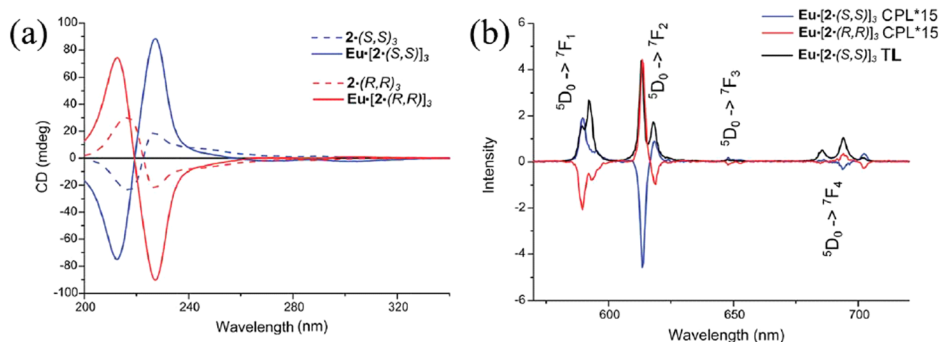 (a)
CD (mdeg)
100
80
60
40
20
0
-20
-40
-60
-80
-100
200
240
280
320
Wavelength (nm)
2•(S,S)₃
Eu•[2•(S,S)]₃
2•(R,R)₃
Eu•[2•(R,R)]₃
(b)
Intensity
6
4
2
0
-2
-4
-6
600
650
700
Wavelength (nm)
⁵D₀ -> ⁷F₁
⁵D₀ -> ⁷F₂
⁵D₀ -> ⁷F₃
⁵D₀ -> ⁷F₄
Eu•[2•(S,S)]₃ CPL*15
Eu•[2•(R,R)]₃ CPL*15
Eu•[2•(S,S)]₃ TL